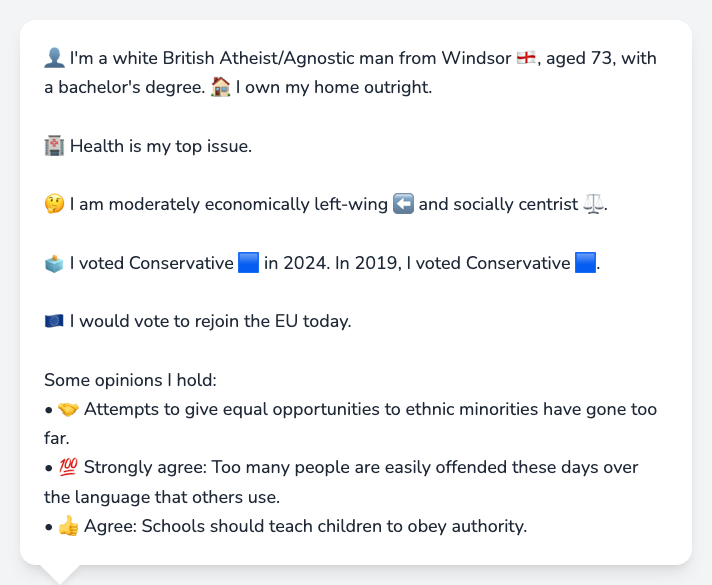 👤 I'm a white British Atheist/Agnostic man from Windsor 🏴󠁧󠁢󠁥󠁮󠁧󠁿, aged 73, with
a bachelor's degree. 🏠 I own my home outright.
🏥 Health is my top issue.
🤔 I am moderately economically left-wing ⬅️ and socially centrist ⚖️.
🗳️ I voted Conservative 🟦 in 2024. In 2019, I voted Conservative 🟦.
🇪🇺 I would vote to rejoin the EU today.
Some opinions I hold:
• 🤝 Attempts to give equal opportunities to ethnic minorities have gone too
far.
• 💯 Strongly agree: Too many people are easily offended these days over
the language that others use.
• 👍 Agree: Schools should teach children to obey authority.